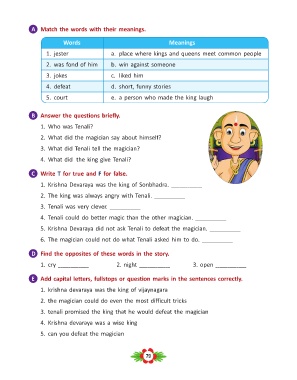 A Match the words with their meanings.
Words Meanings
1. jester a. place where kings and queens meet common people
2. was fond of him b. win against someone
3. jokes c. liked him
4. defeat d. short, funny stories
5. court e. a person who made the king laugh
B Answer the questions briefly.
1. Who was Tenali?
2. What did the magician say about himself?
3. What did Tenali tell the magician?
4. What did the king give Tenali?
C Write T for true and F for false.
1. Krishna Devaraya was the king of Sonbhadra. __________
2. The king was always angry with Tenali. __________
3. Tenali was very clever. __________
4. Tenali could do better magic than the other magician. __________
5. Krishna Devaraya did not ask Tenali to defeat the magician. __________
6. The magician could not do what Tenali asked him to do. __________
D Find the opposites of these words in the story.
1. cry __________ 2. night __________ 3. open __________
E Add capital letters, fullstops or question marks in the sentences correctly.
1. krishna devaraya was the king of vijaynagara
2. the magician could do even the most difficult tricks
3. tenali promised the king that he would defeat the magician
4. Krishna devaraya was a wise king
5. can you defeat the magician
70